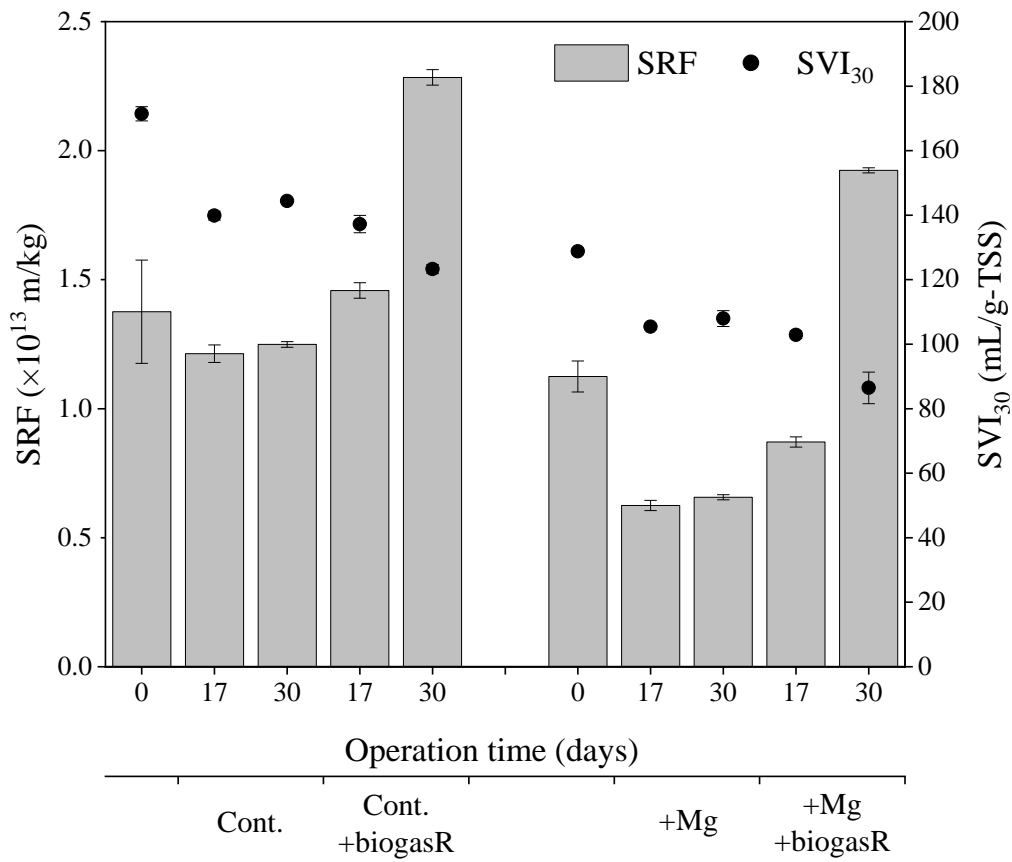 2.5
2.0
1.5
1.0
0.5
0.0
SRF (×10¹³ m/kg)
SRF
SVI₃₀
200
180
160
140
120
100
80
60
40
20
0
SVI₃₀ (mL/g-TSS)
0 17 30 17 30 0 17 30 17 30
Operation time (days)
Cont.
Cont.
+biogasR
+Mg
+Mg
+biogasR